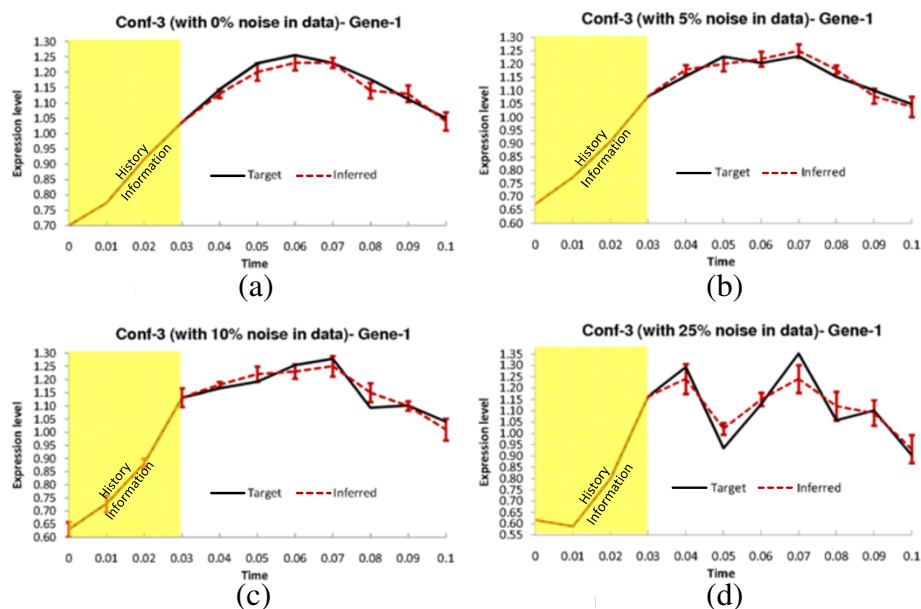 Conf-3 (with 0% noise in data)- Gene-1
Expression level
1.30
1.25
1.20
1.15
1.10
1.05
1.00
0.95
0.90
0.85
0.80
0.75
0.70
History
Information
Target
Inferred
0 0.01 0.02 0.03 0.04 0.05 0.06 0.07 0.08 0.09 0.1
Time
(a)
Conf-3 (with 5% noise in data)- Gene-1
Expression level
1.30
1.25
1.20
1.15
1.10
1.05
1.00
0.95
0.90
0.85
0.80
0.75
0.70
0.65
0.60
History
Information
Target
Inferred
0 0.01 0.02 0.03 0.04 0.05 0.06 0.07 0.08 0.09 0.1
Time
(b)
Conf-3 (with 10% noise in data)- Gene-1
Expression level
1.30
1.25
1.20
1.15
1.10
1.05
1.00
0.95
0.90
0.85
0.80
0.75
0.70
0.65
0.60
History
Information
Target
Inferred
0 0.01 0.02 0.03 0.04 0.05 0.06 0.07 0.08 0.09 0.1
Time
(c)
Conf-3 (with 25% noise in data)- Gene-1
Expression level
1.35
1.30
1.25
1.20
1.15
1.10
1.05
1.00
0.95
0.90
0.85
0.80
0.75
0.70
0.65
0.60
0.55
History
Information
Target
Inferred
0 0.01 0.02 0.03 0.04 0.05 0.06 0.07 0.08 0.09 0.1
Time
(d)